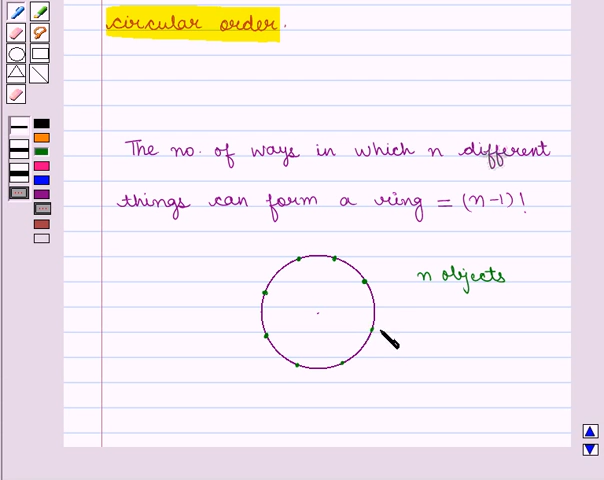 circular order.
The no. of ways in which n different
things can form a ring = (n-1)!
n objects